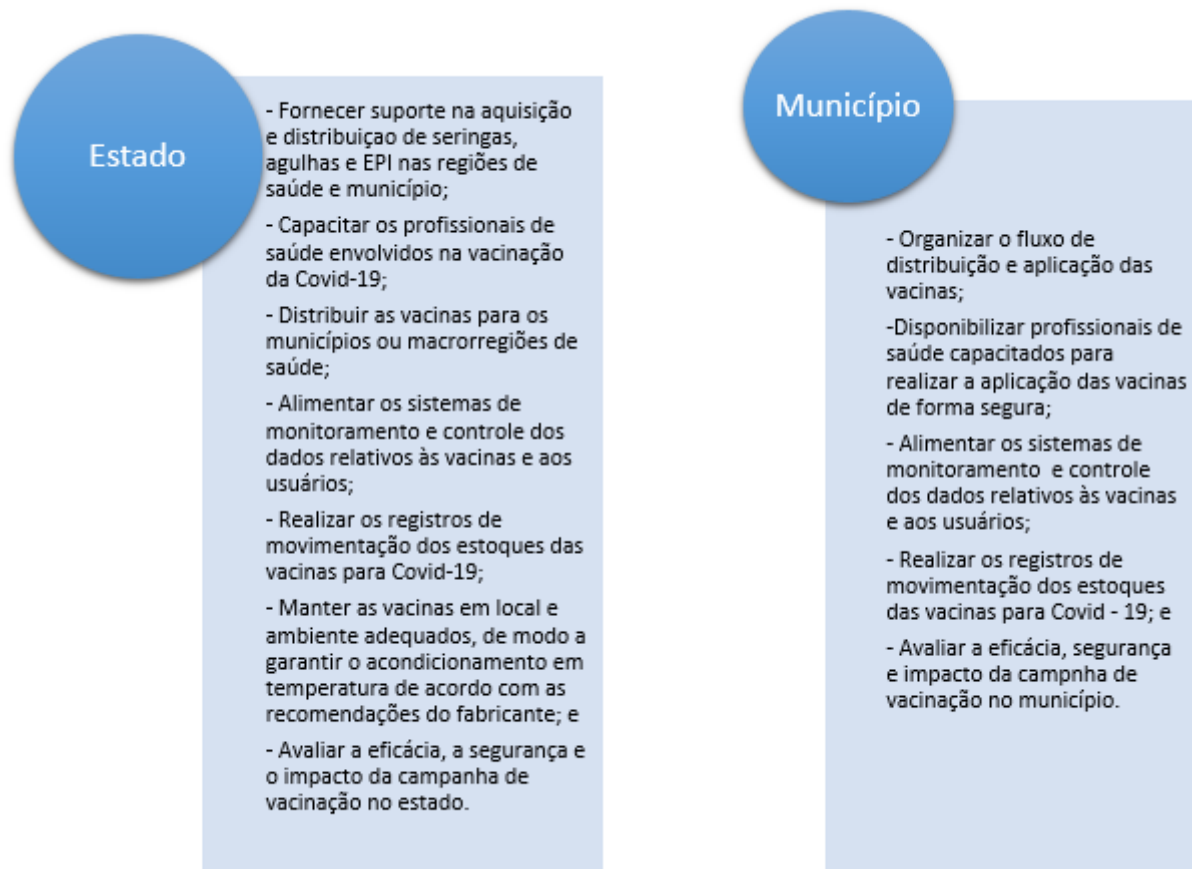 Estado
- Fornecer suporte na aquisição
e distribuiçao de seringas,
agulhas e EPI nas regiões de
saúde e município;
- Capacitar os profissionais de
saúde envolvidos na vacinação
da Covid-19;
- Distribuir as vacinas para os
municípios ou macrorregiões de
saúde;
- Alimentar os sistemas de
monitoramento e controle dos
dados relativos às vacinas e aos
usuários;
- Realizar os registros de
movimentação dos estoques das
vacinas para Covid-19;
- Manter as vacinas em local e
ambiente adequados, de modo a
garantir o acondicionamento em
temperatura de acordo com as
recomendações do fabricante; e
- Avaliar a eficácia, a segurança e
o impacto da campanha de
vacinação no estado.
Município
- Organizar o fluxo de
distribuição e aplicação das
vacinas;
-Disponibilizar profissionais de
saúde capacitados para
realizar a aplicação das vacinas
de forma segura;
- Alimentar os sistemas de
monitoramento  e controle
dos dados relativos às vacinas
e aos usuários;
- Realizar os registros de
movimentação dos estoques
das vacinas para Covid - 19; e
- Avaliar a eficácia, segurança
e impacto da campnha de
vacinação no município.